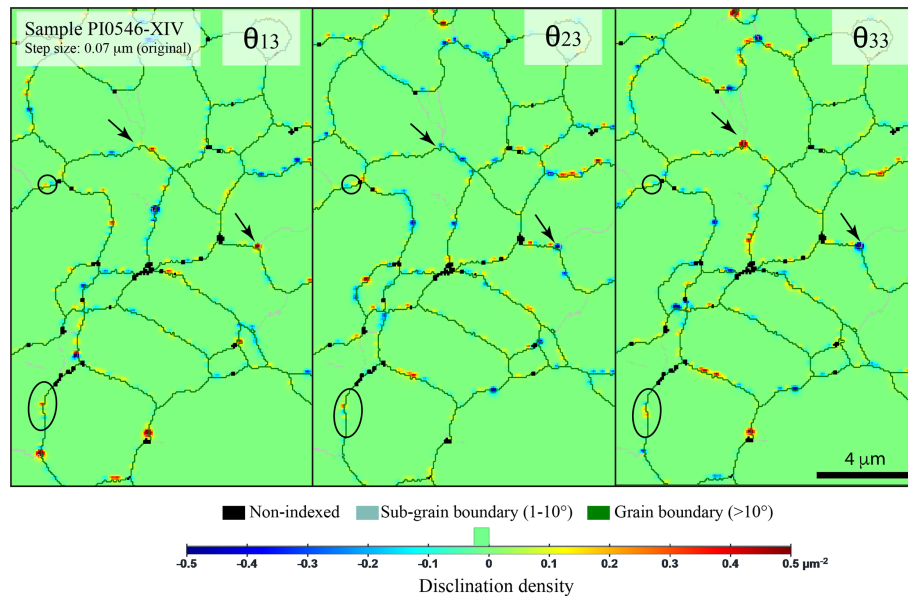 Sample PI0546-XIV
Step size: 0.07 μm (original)
θ13
θ23
θ33
4 μm
Non-indexed
Sub-grain boundary (1-10°)
Grain boundary (>10°)
-0.5 -0.4 -0.3 -0.2 -0.1 0 0.1 0.2 0.3 0.4 0.5 μm-2
Disclination density